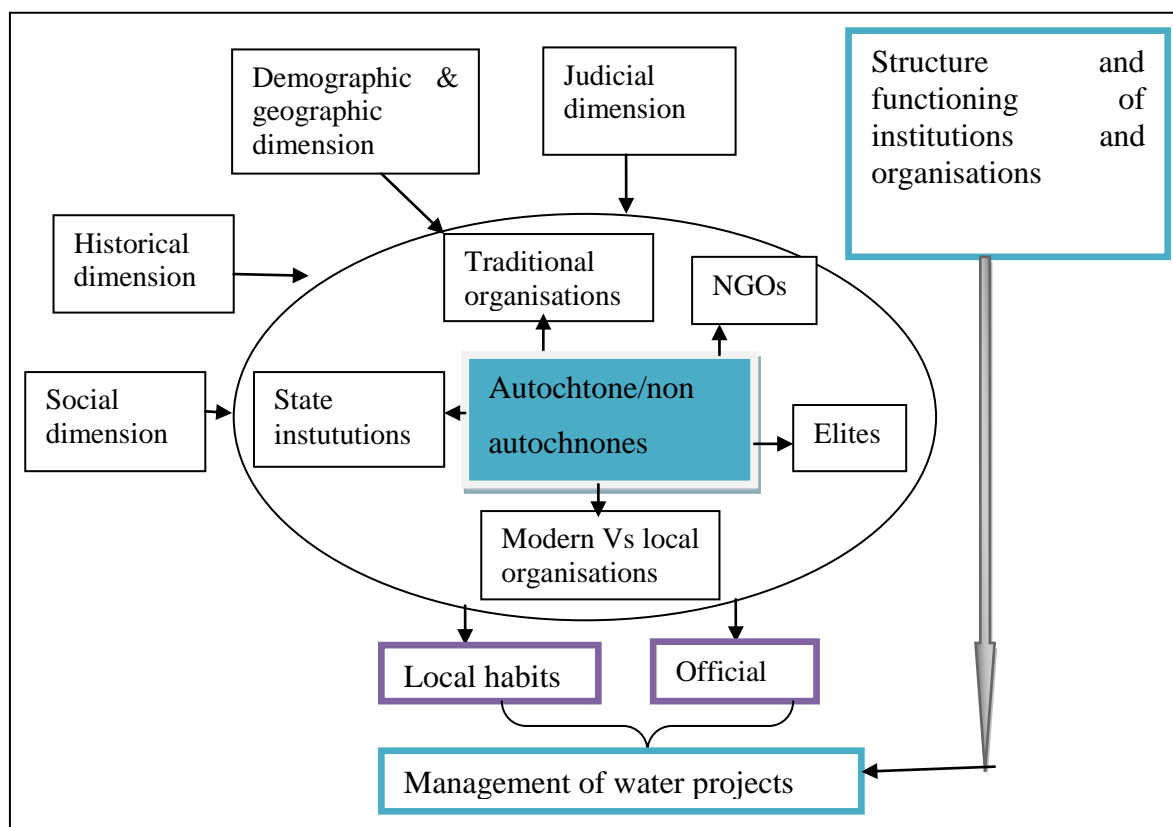 Demographic &
geographic
dimension
Judicial
dimension
Structure and
functioning of
institutions and
organisations
Historical
dimension
Traditional
organisations
NGOs
Social
dimension
State
instututions
Autochtone/non
autochnones
Elites
Modern Vs local
organisations
Local habits
Official
Management of water projects